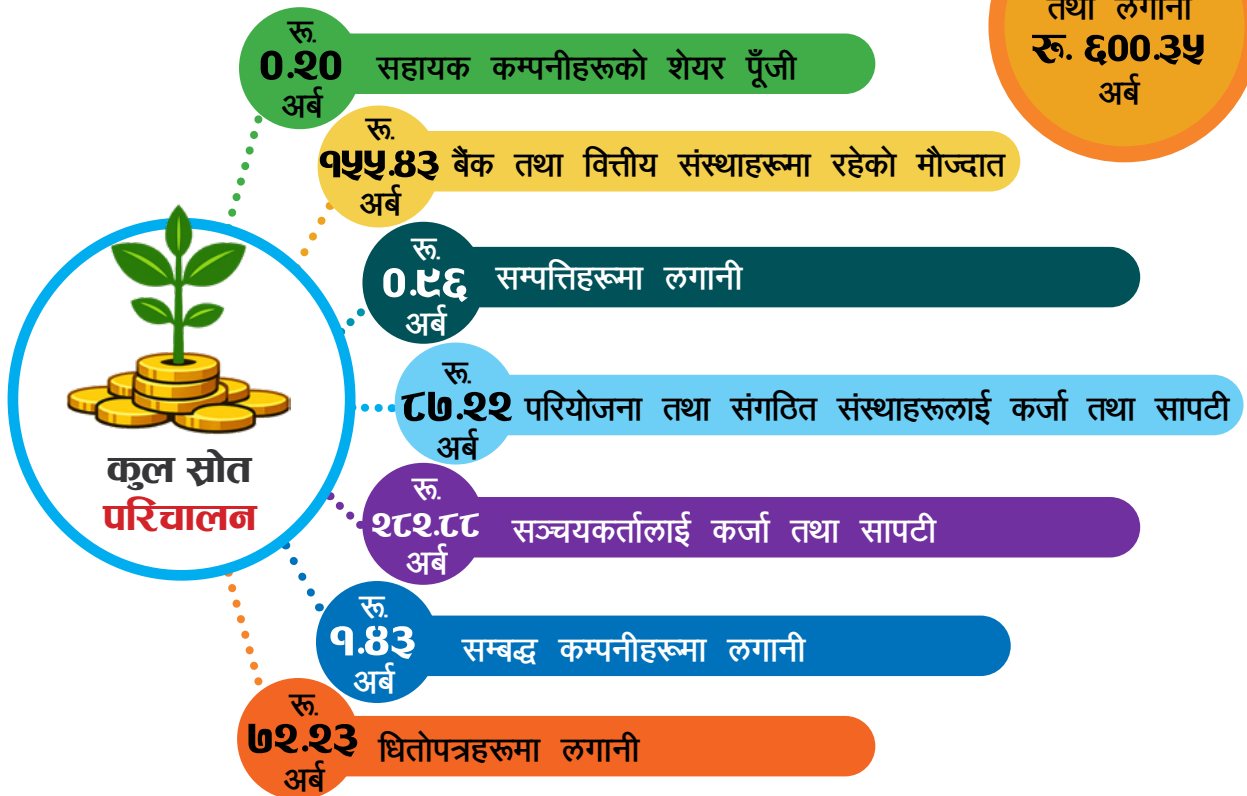 तथा लगानी
रू. ६००.३५
अर्ब
रू.
०.२०
अर्ब
सहायक कम्पनीहरूको शेयर पूँजी
रू.
१५५.४३
अर्ब
बैंक तथा वित्तीय संस्थाहरूमा रहेको मौज्दात
रू.
०.९६
अर्ब
सम्पत्तिहरूमा लगानी
रू.
८७.२२
अर्ब
परियोजना तथा संगठित संस्थाहरूलाई कर्जा तथा सापटी
कुल स्रोत
परिचालन
रू.
२८२.८८
अर्ब
सञ्चयकर्तालाई कर्जा तथा सापटी
रू.
१.४३
अर्ब
सम्बद्ध कम्पनीहरूमा लगानी
रू.
७२.२३
अर्ब
धितोपत्रहरूमा लगानी